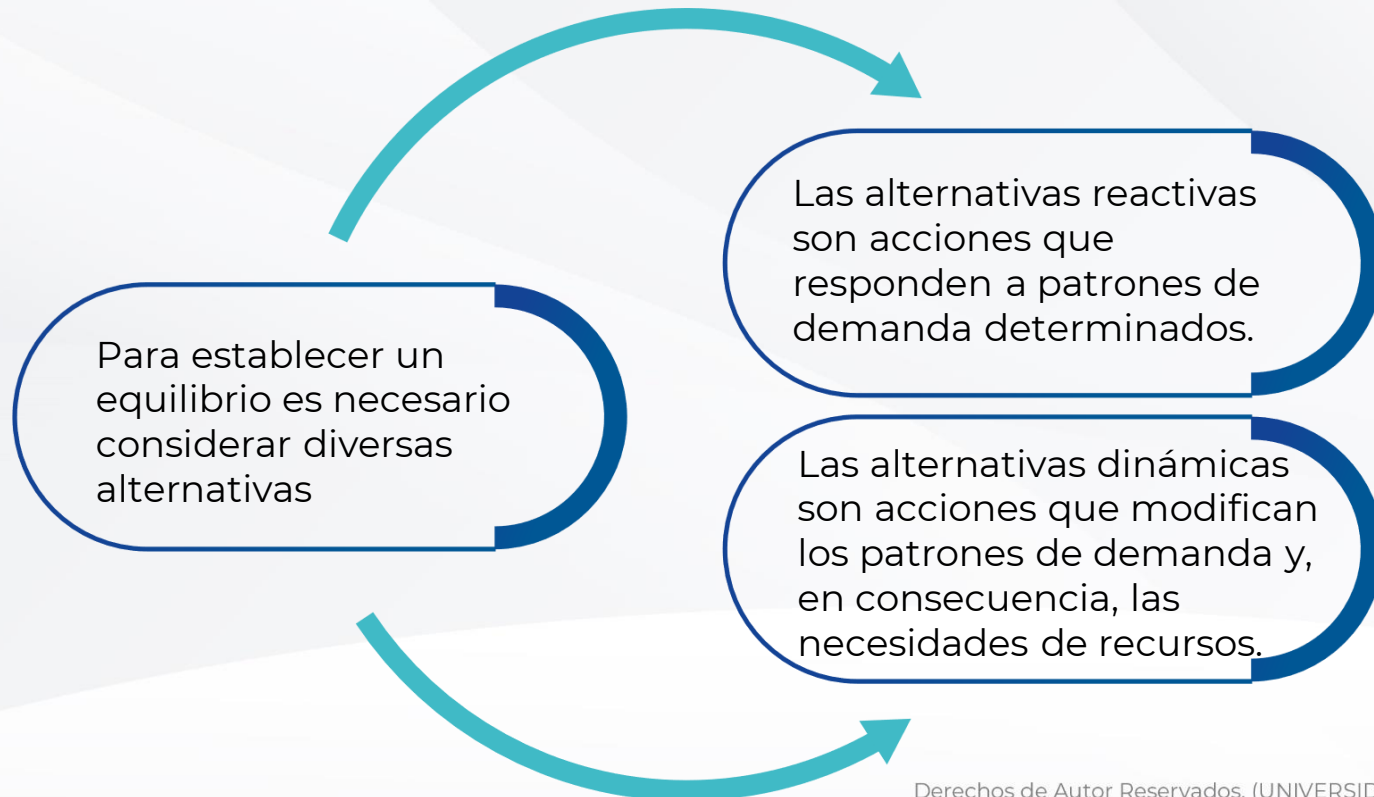 Para establecer un
equilibrio es necesario
considerar diversas
alternativas
Las alternativas reactivas
son acciones que
responden a patrones de
demanda determinados.
Las alternativas dinámicas
son acciones que modifican
los patrones de demanda y,
en consecuencia, las
necesidades de recursos.
Derechos de Autor Reservados. (UNIVERSID